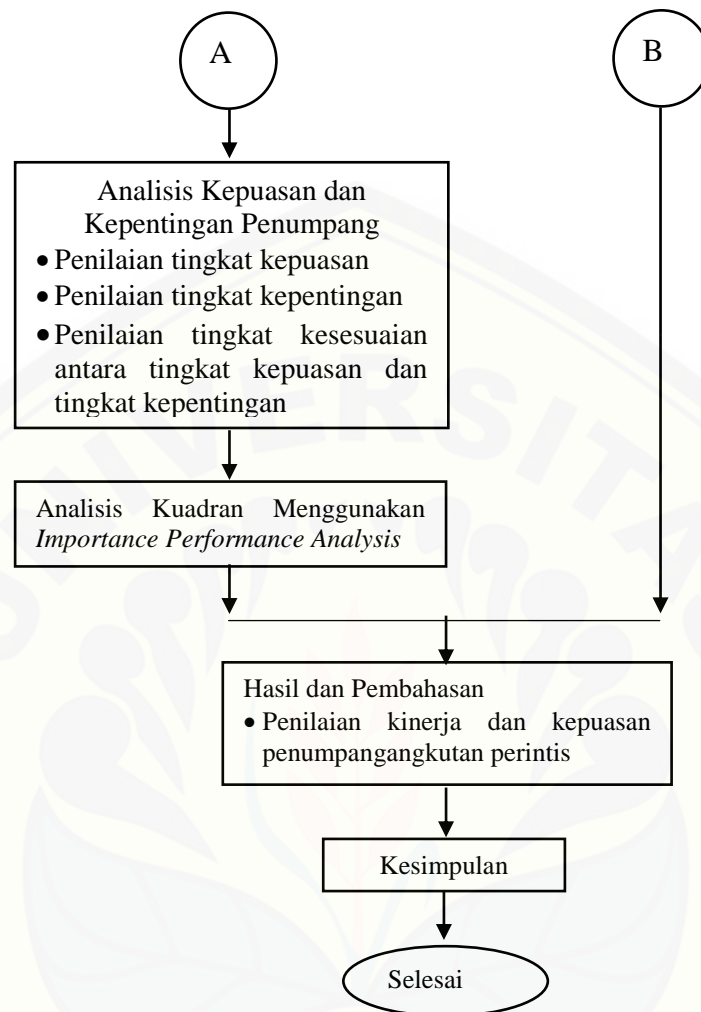 A
B
Analisis Kepuasan dan
Kepentingan Penumpang
• Penilaian tingkat kepuasan
• Penilaian tingkat kepentingan
• Penilaian tingkat kesesuaian
antara tingkat kepuasan dan
tingkat kepentingan
Analisis Kuadran Menggunakan
Importance Performance Analysis
Hasil dan Pembahasan
• Penilaian kinerja dan kepuasan
penumpangangkutan perintis
Kesimpulan
Selesai
UNIVERSITAS